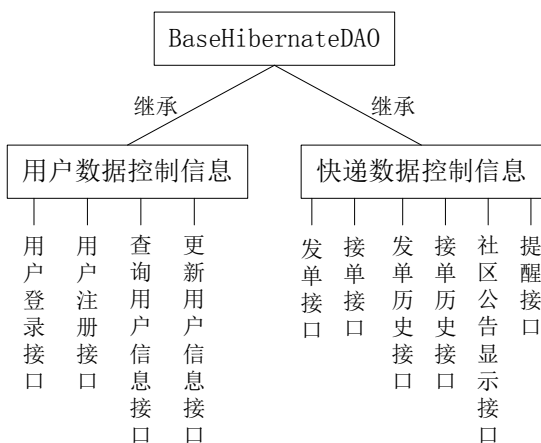 BaseHibernateDAO
继承
继承
用户数据控制信息
快递数据控制信息
用户登录接口
用户注册接口
查询用户信息接口
更新用户信息接口
发单接口
接单接口
发单历史接口
接单历史接口
社区公告显示接口
提醒接口